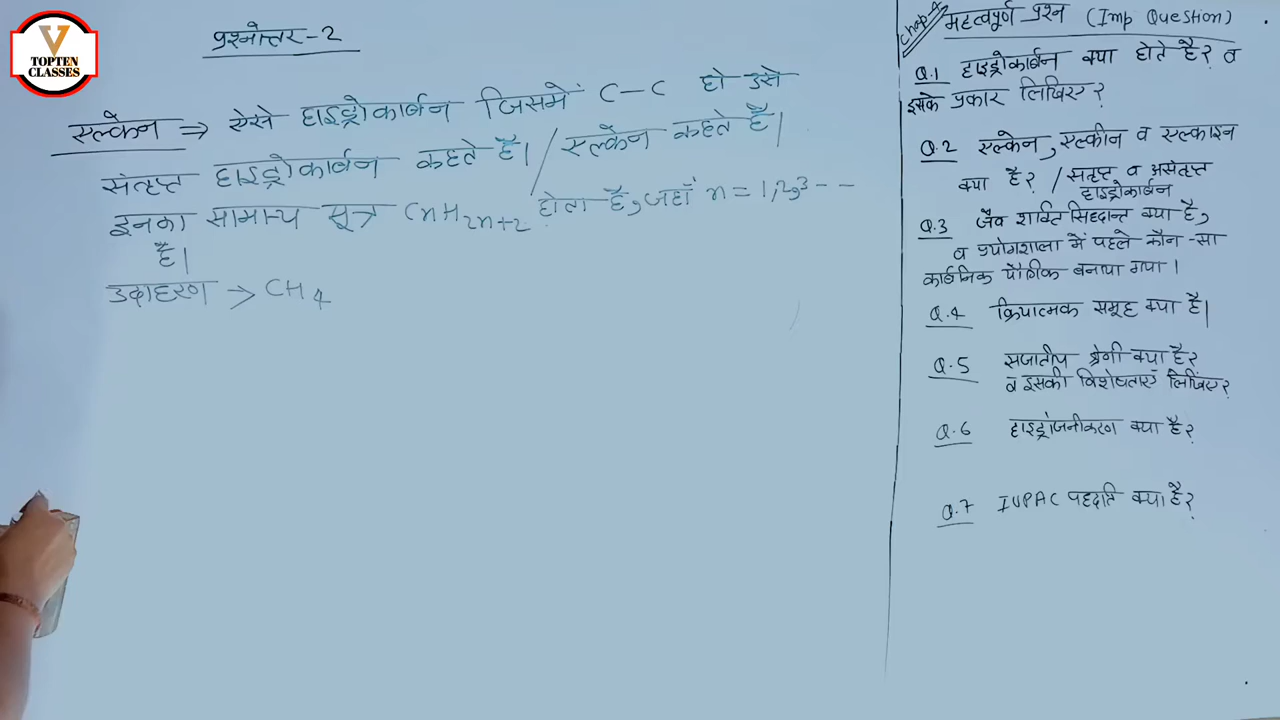 V
TOPTEN
CLASSES
प्रश्नोत्तर-2
एल्केन ⇒ ऐसे हाइड्रोकार्बन जिसमें C-C हो उसे
संतृप्त हाइड्रोकार्बन कहते हैं। / एल्केन कहते हैं।
इनका सामान्य सूत्र CnH2n+2 होता है, जहाँ n = 1,2,3 - -
है।
उदाहरण → CH4
Chap 4
महत्वपूर्ण प्रश्न (Imp Question)
Q.1 हाइड्रोकार्बन क्या होते है? व
इसके प्रकार लिखिए?
Q.2 एल्केन, एल्कीन व एल्काइन
क्या है? / संतृप्त व असंतृप्त
हाइड्रोकार्बन
Q.3 जैव शक्ति सिद्धान्त क्या है,
व प्रयोगशाला में पहले कौन-सा
कार्बनिक यौगिक बनाया गया।
Q.4 क्रियात्मक समूह क्या है।
Q.5 सजातीय श्रेणी क्या है?
व इसकी विशेषताएं लिखिए?
Q.6 हाइड्रोजनीकरण क्या है?
Q.7 IUPAC पद्दति क्या है?